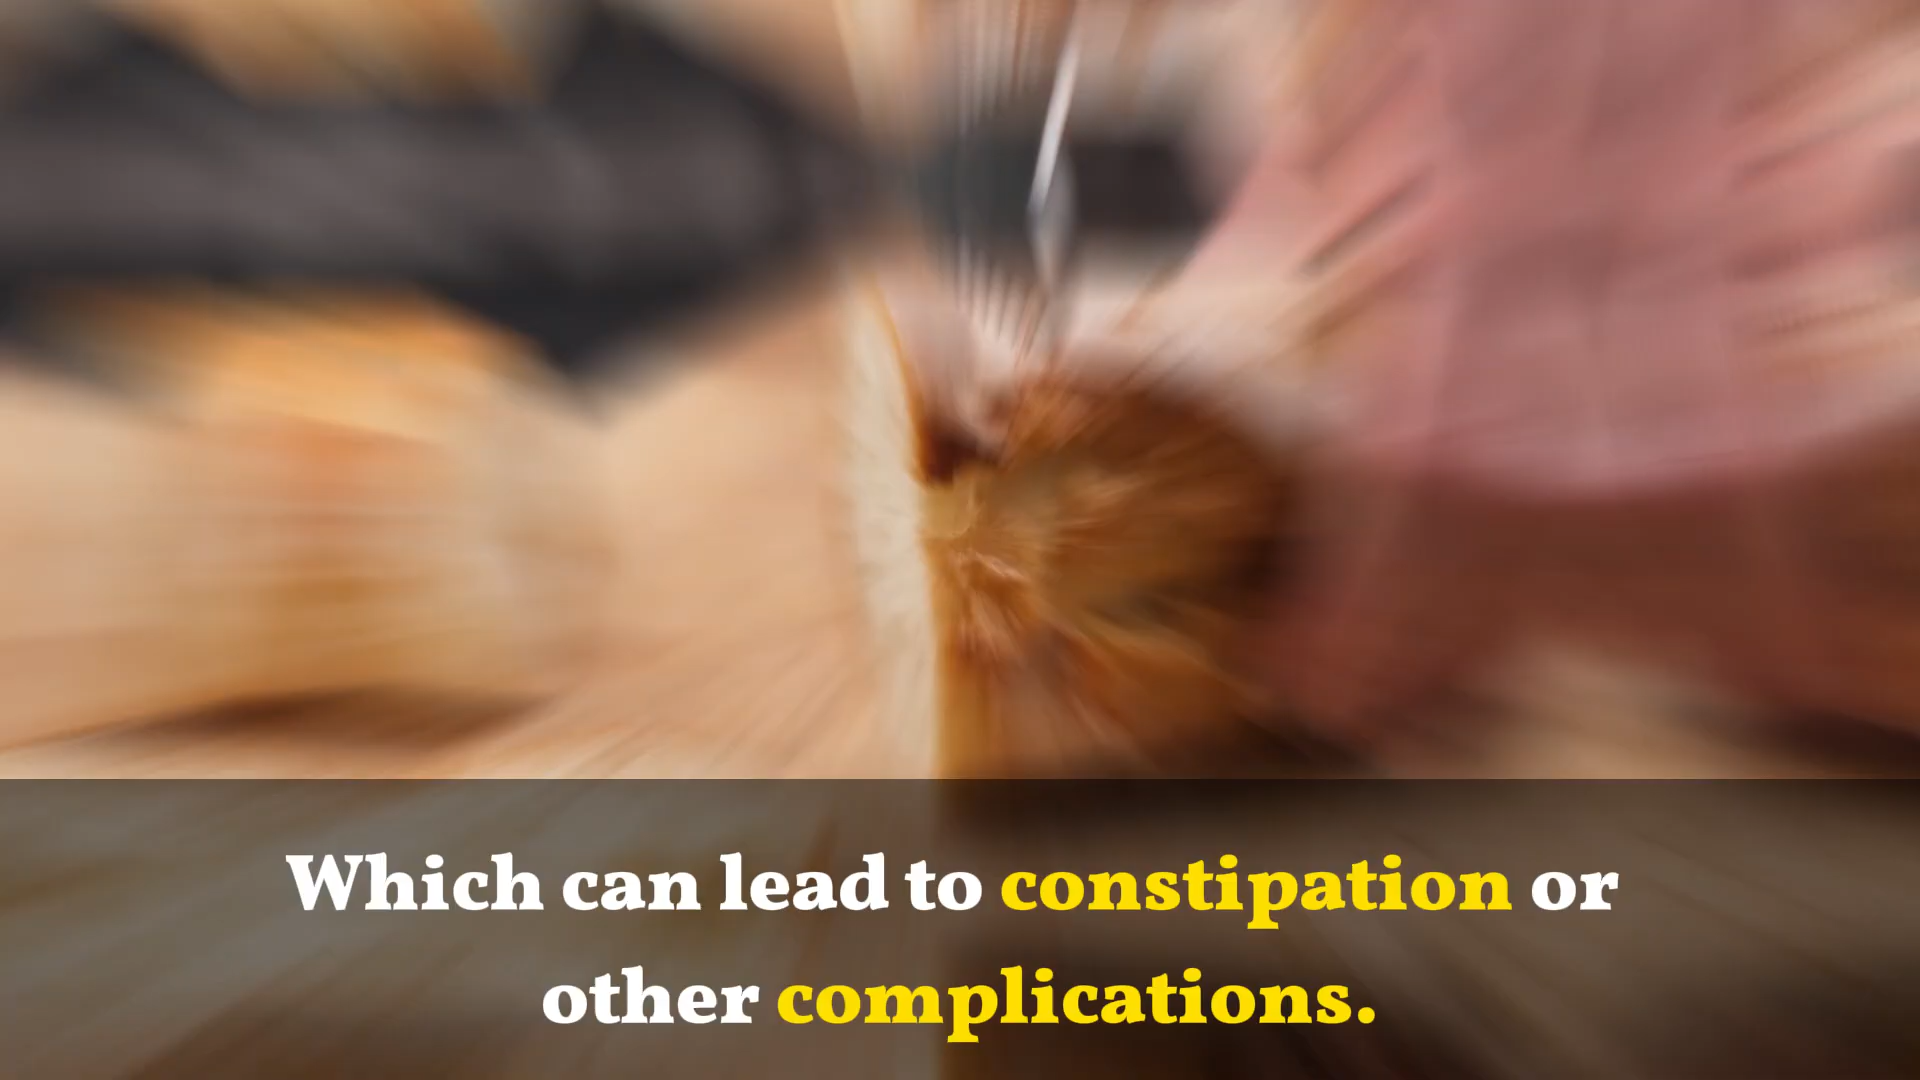 Which can lead to constipation or
other complications.